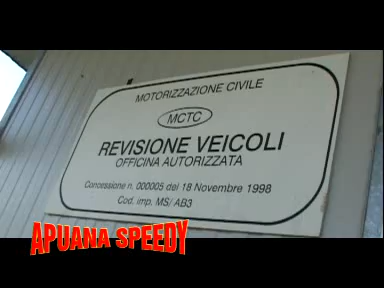 MOTORIZZAZIONE CIVILE
MCTC
REVISIONE VEICOLI
OFFICINA AUTORIZZATA
Concessione n. 000005 del 18 Novembre 1998
Cod. imp. MS/AB3
APUANA SPEEDY